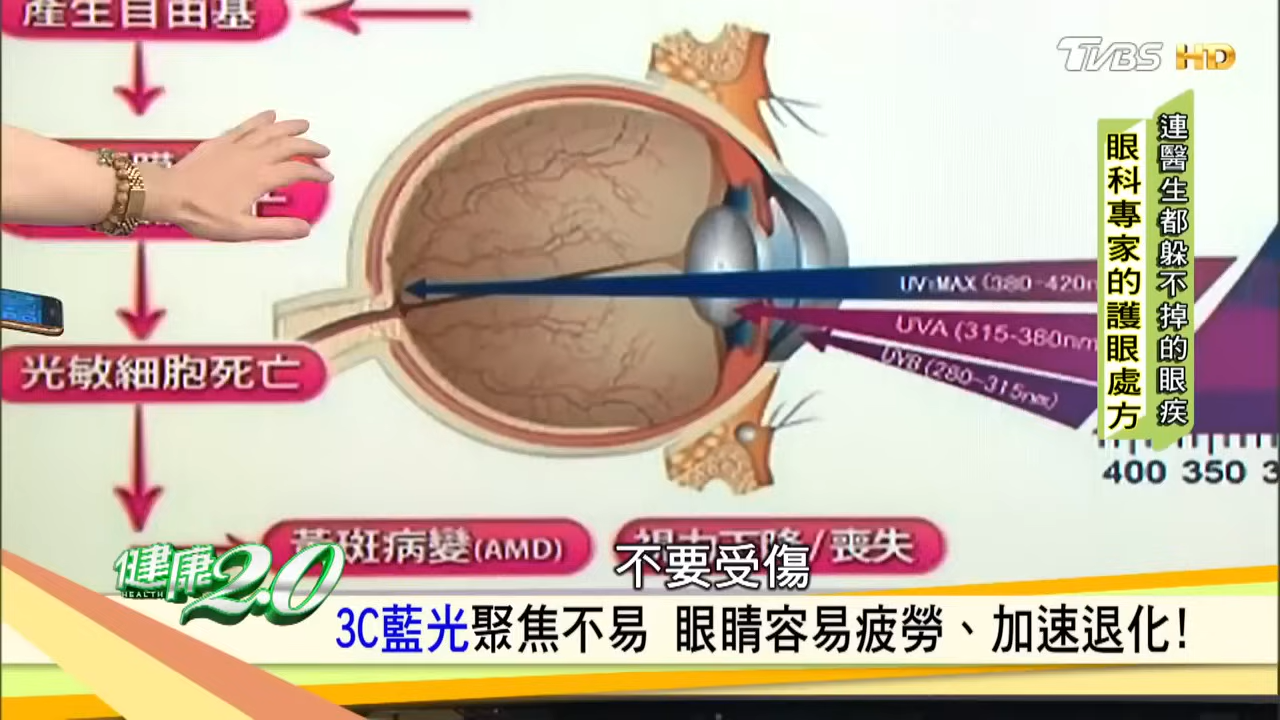 產生自由基
TVBS HD
連醫生都躲不掉的眼疾
眼科專家的護眼處方
UV-MAX (380-420n
UVA (315-380nm
UVB (280-315nm)
光敏細胞死亡
400 350 3
黃斑病變(AMD)
視力下降/喪失
不要受傷
健康2.0
HEALTH
3C藍光聚焦不易 眼睛容易疲勞、加速退化!